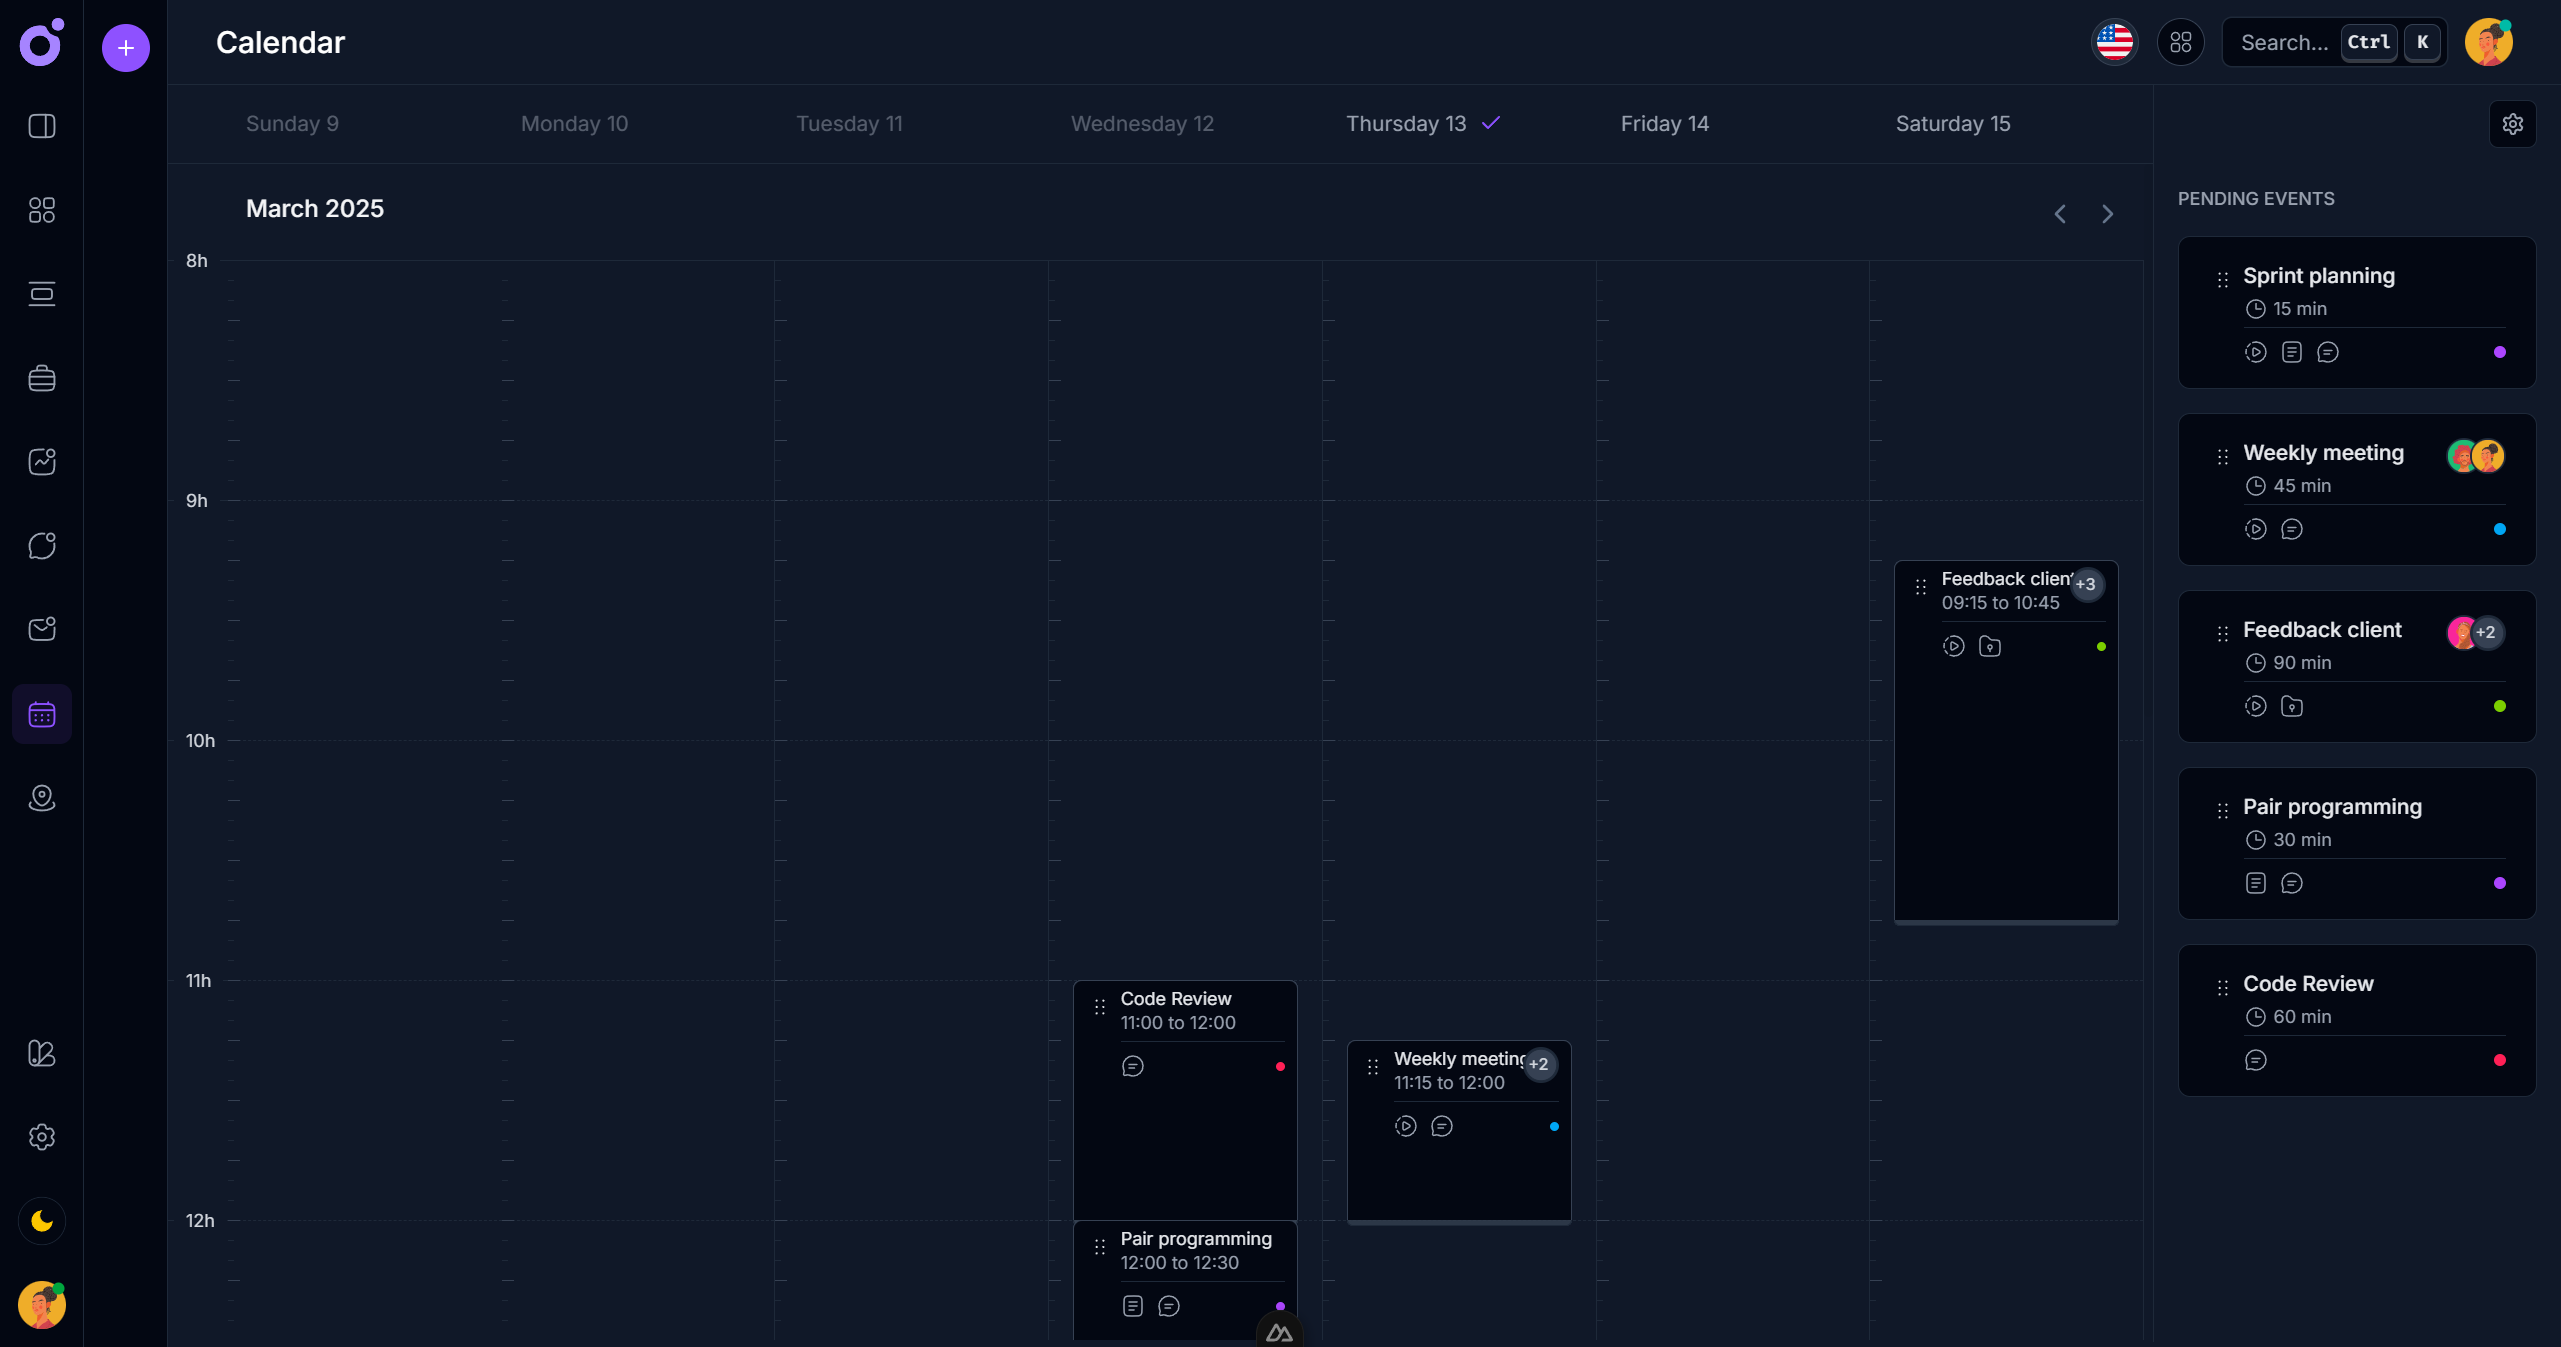 Calendar
Search...
Ctrl
K
Sunday 9
Monday 10
Tuesday 11
Wednesday 12
Thursday 13
Friday 14
Saturday 15
March 2025
8h
9h
10h
11h
12h
Code Review
11:00 to 12:00
Pair programming
12:00 to 12:30
Weekly meeting
+2
11:15 to 12:00
Feedback client
+3
09:15 to 10:45
PENDING EVENTS
Sprint planning
15 min
Weekly meeting
45 min
Feedback client
+2
90 min
Pair programming
30 min
Code Review
60 min